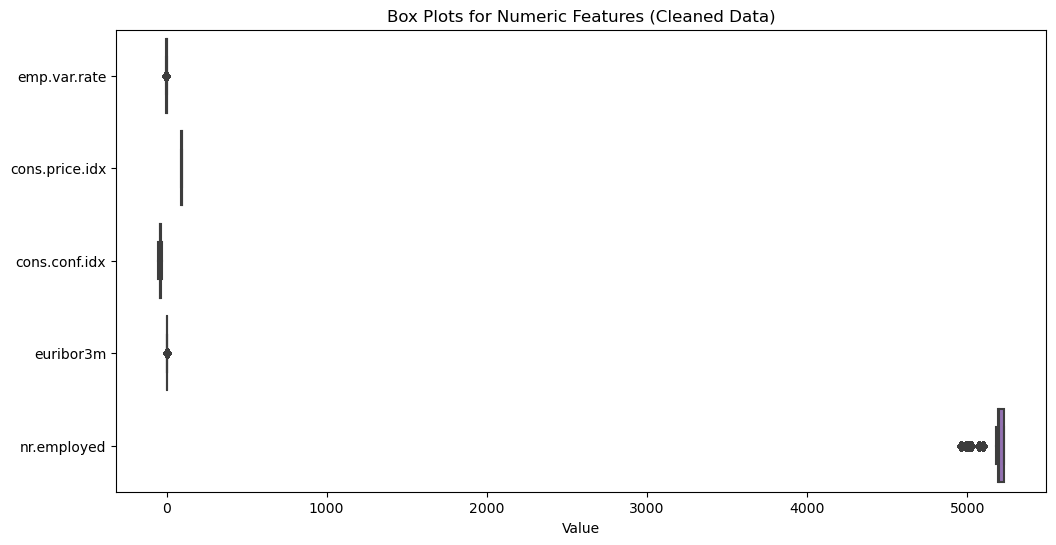 Box Plots for Numeric Features (Cleaned Data)
emp.var.rate
cons.price.idx
cons.conf.idx
euribor3m
nr.employed
0 1000 2000 3000 4000 5000
Value